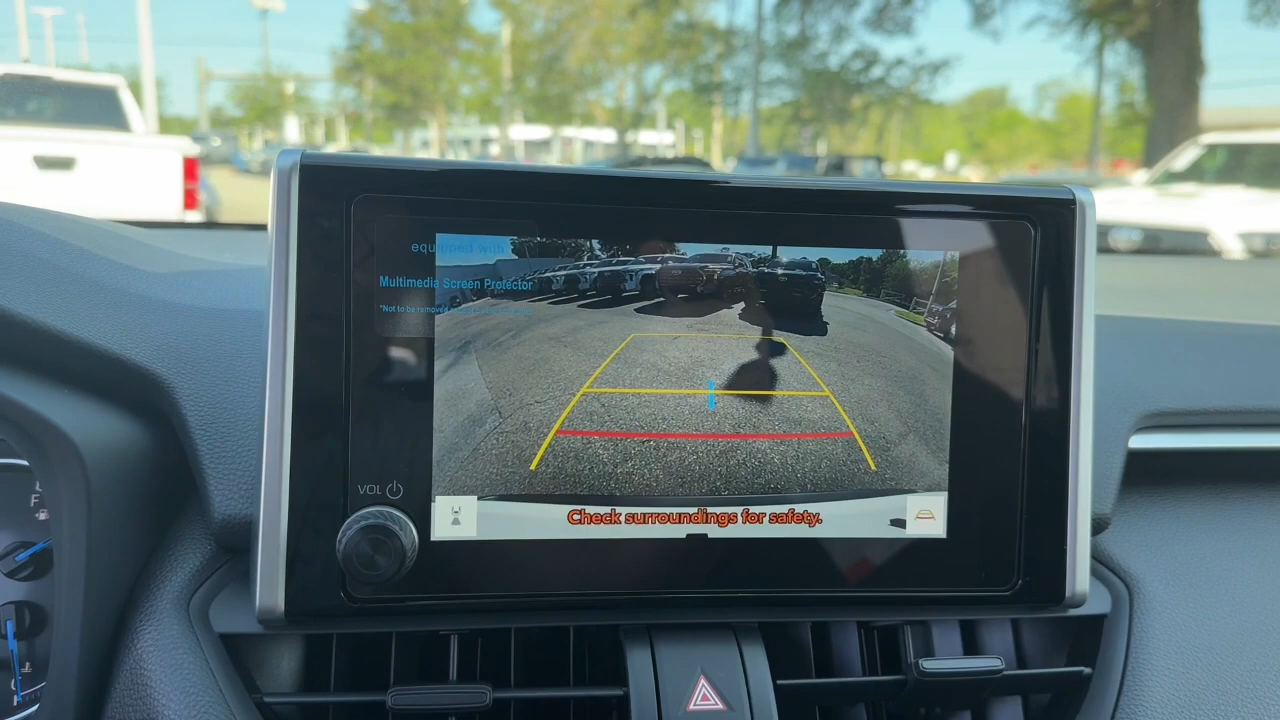 equipped with
Multimedia Screen Protector
*Not to be removed
VOL
Check surroundings for safety.
F